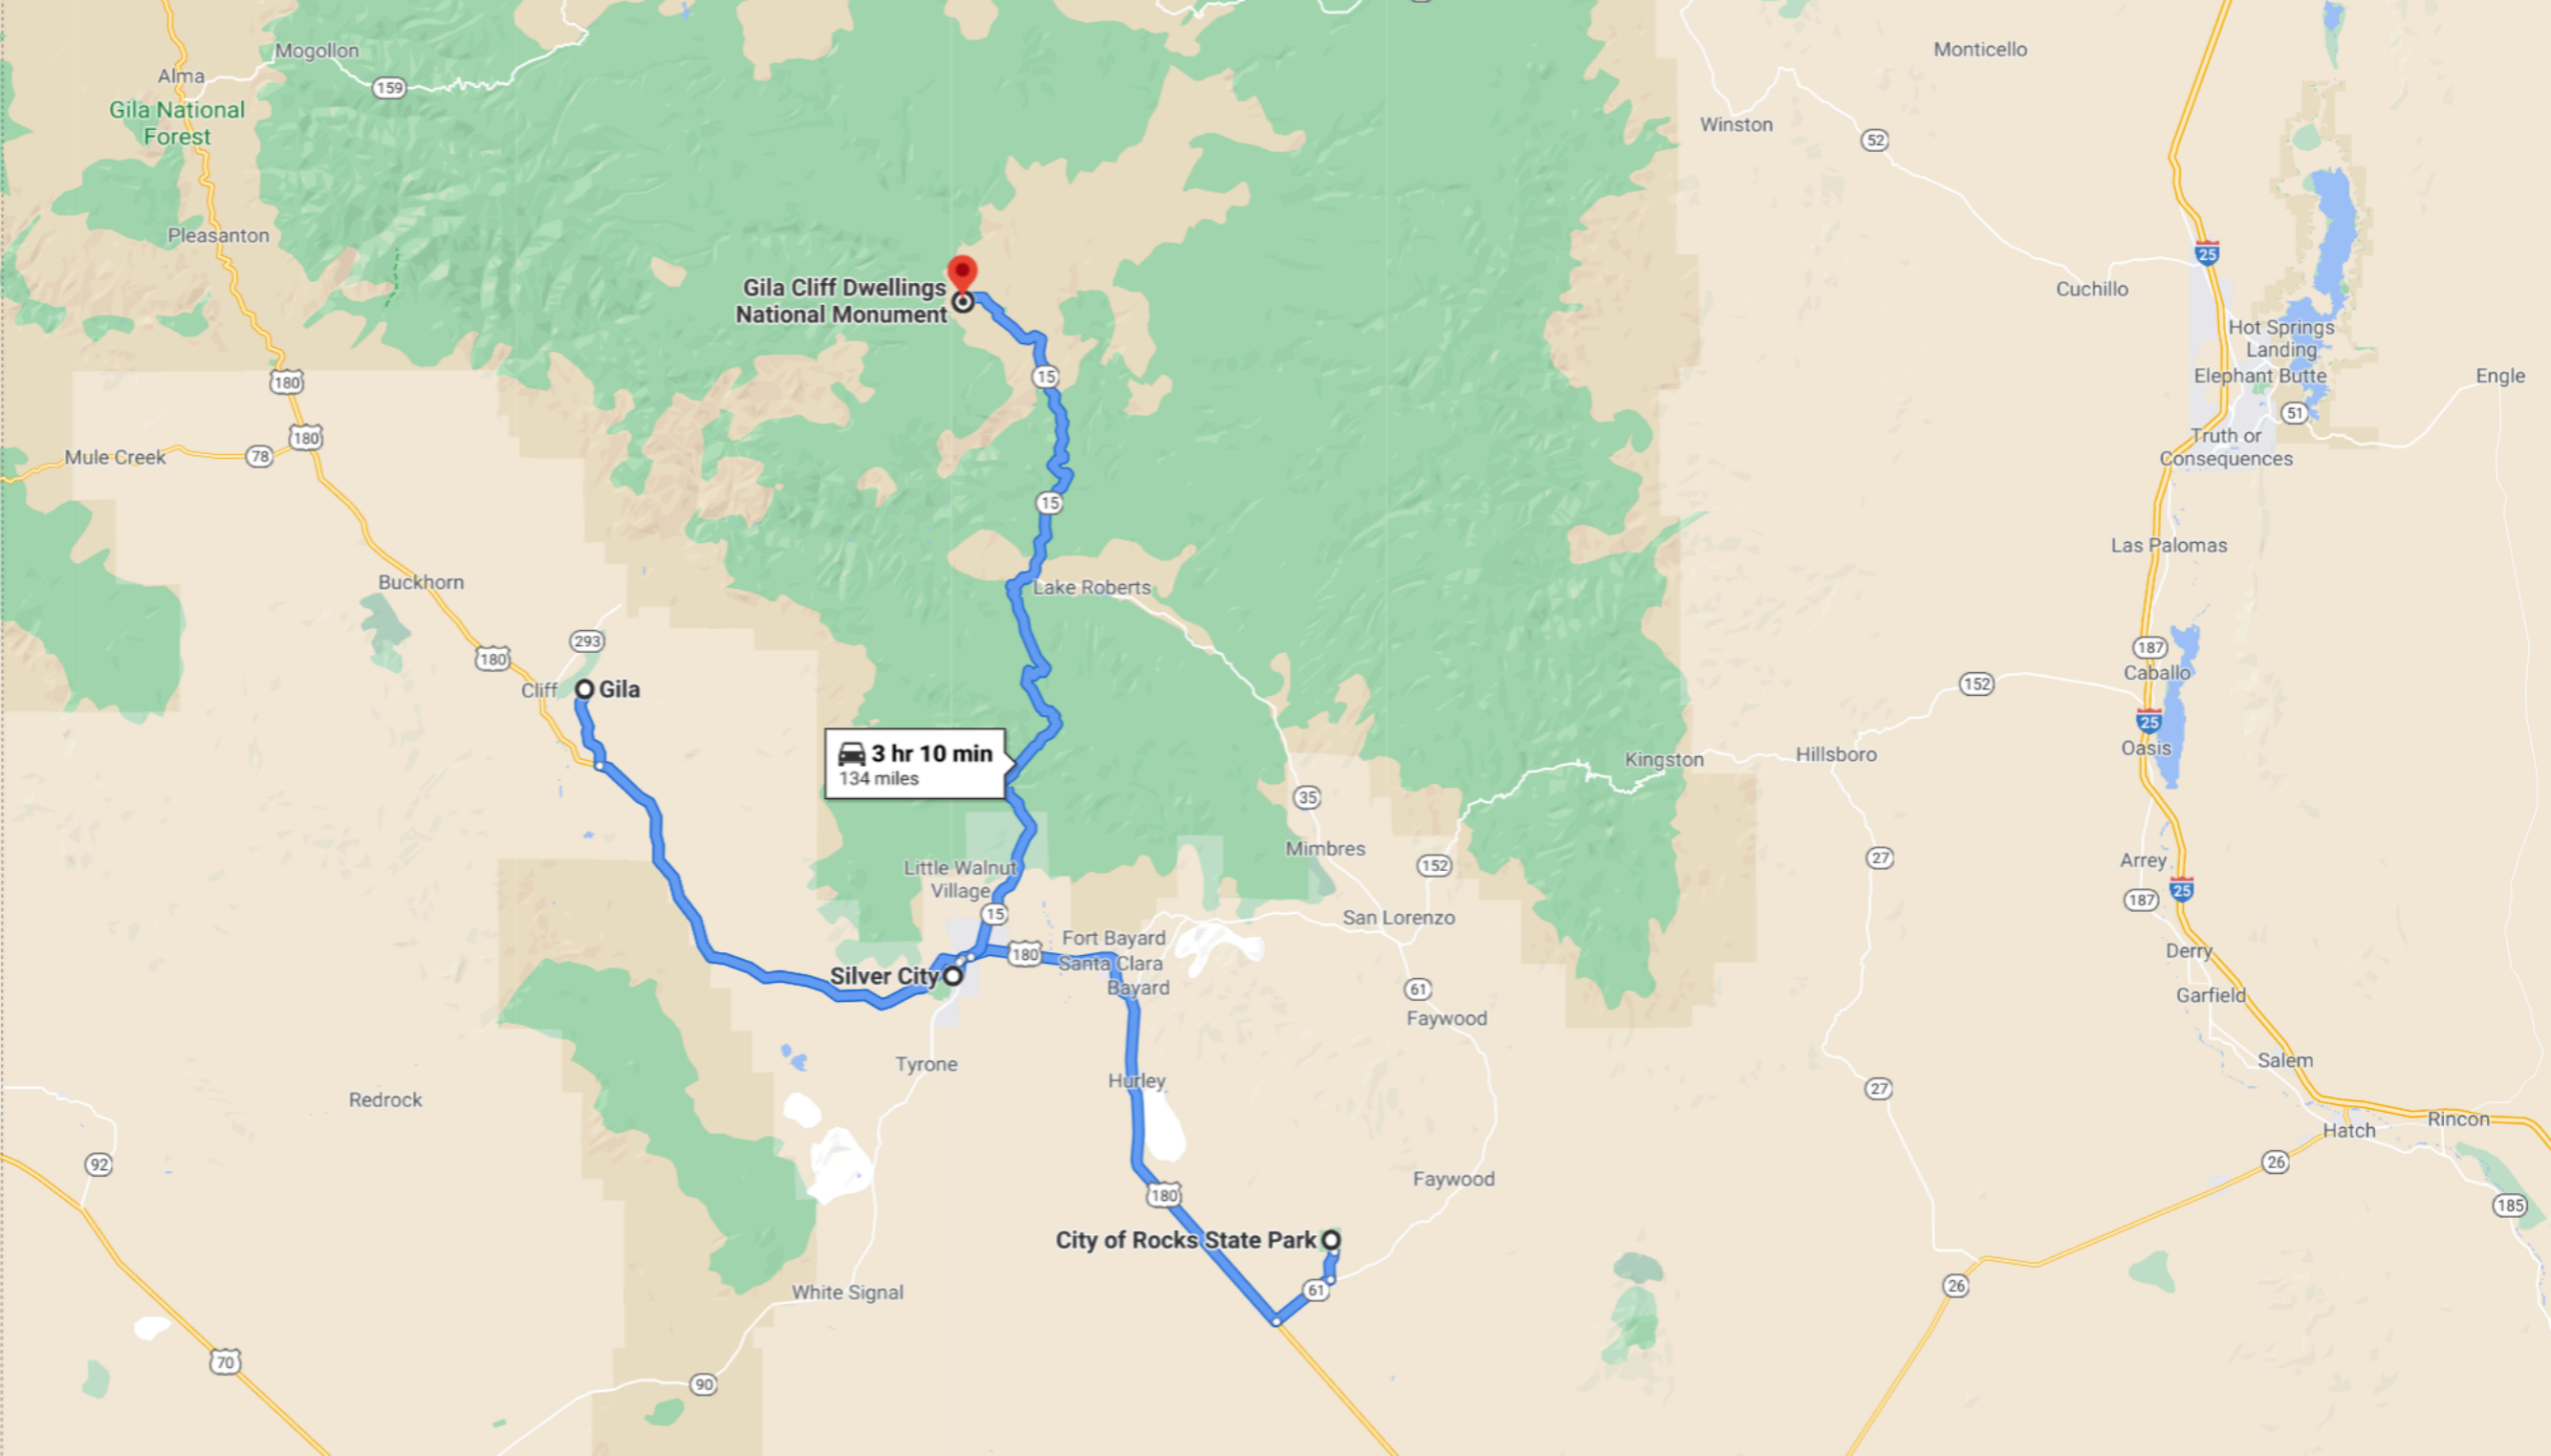 Mogollon
Monticello
Alma
159
Gila National
Forest
Winston
52
Pleasanton
25
Gila Cliff Dwellings
National Monument
Cuchillo
Hot Springs
Landing
Elephant Butte
Engle
15
180
51
180
Truth or
Consequences
Mule Creek
78
15
Las Palomas
Buckhorn
Lake Roberts
293
187
180
Caballo
Cliff
Gila
152
25
Oasis
3 hr 10 min
134 miles
Kingston
Hillsboro
35
Mimbres
152
27
Arrey
Little Walnut
Village
25
187
15
San Lorenzo
Fort Bayard
180
Santa Clara
Derry
Silver City
Bayard
61
Garfield
Faywood
Tyrone
Salem
Hurley
27
Redrock
Rincon
Hatch
92
26
Faywood
180
185
City of Rocks State Park
61
26
White Signal
70
90